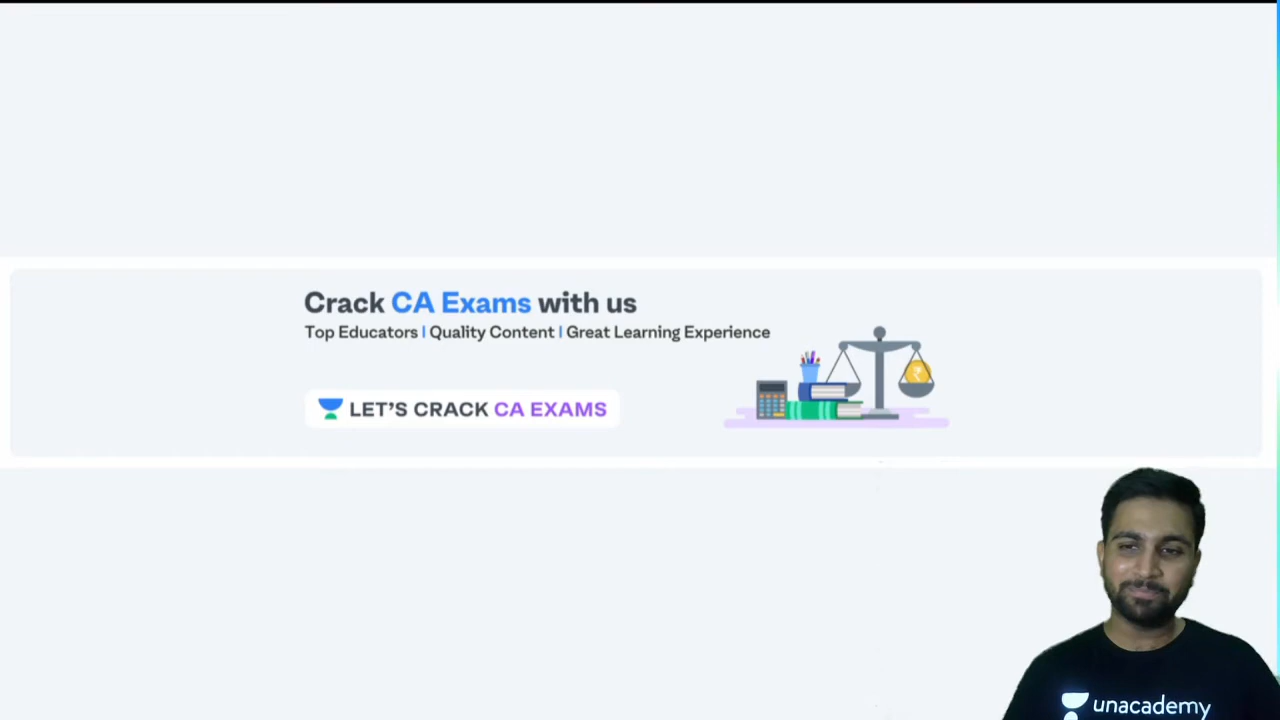 Crack CA Exams with us
Top Educators | Quality Content | Great Learning Experience
LET'S CRACK CA EXAMS
₹
unacademy